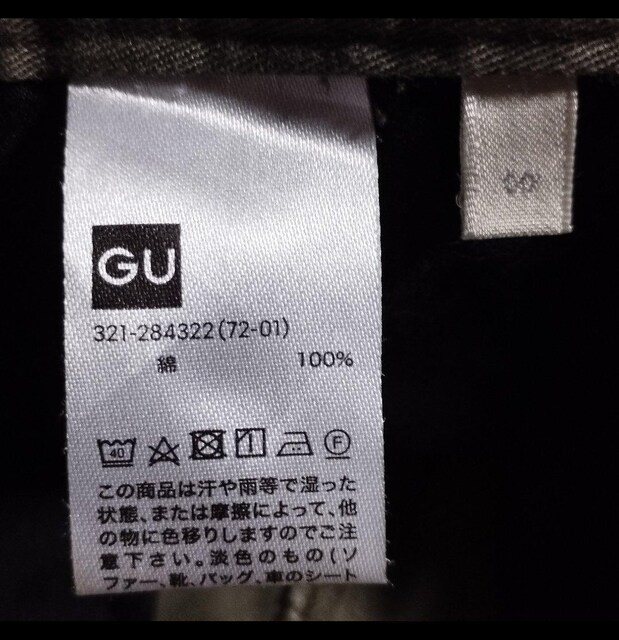 GU
321-284322(72-01)
綿 100%
40 F
この商品は汗や雨等で湿った
状態、または摩擦によって、他
の物に色移りしますのでご注
意下さい。淡色のもの(ソ
ファー、靴、バッグ、車のシート